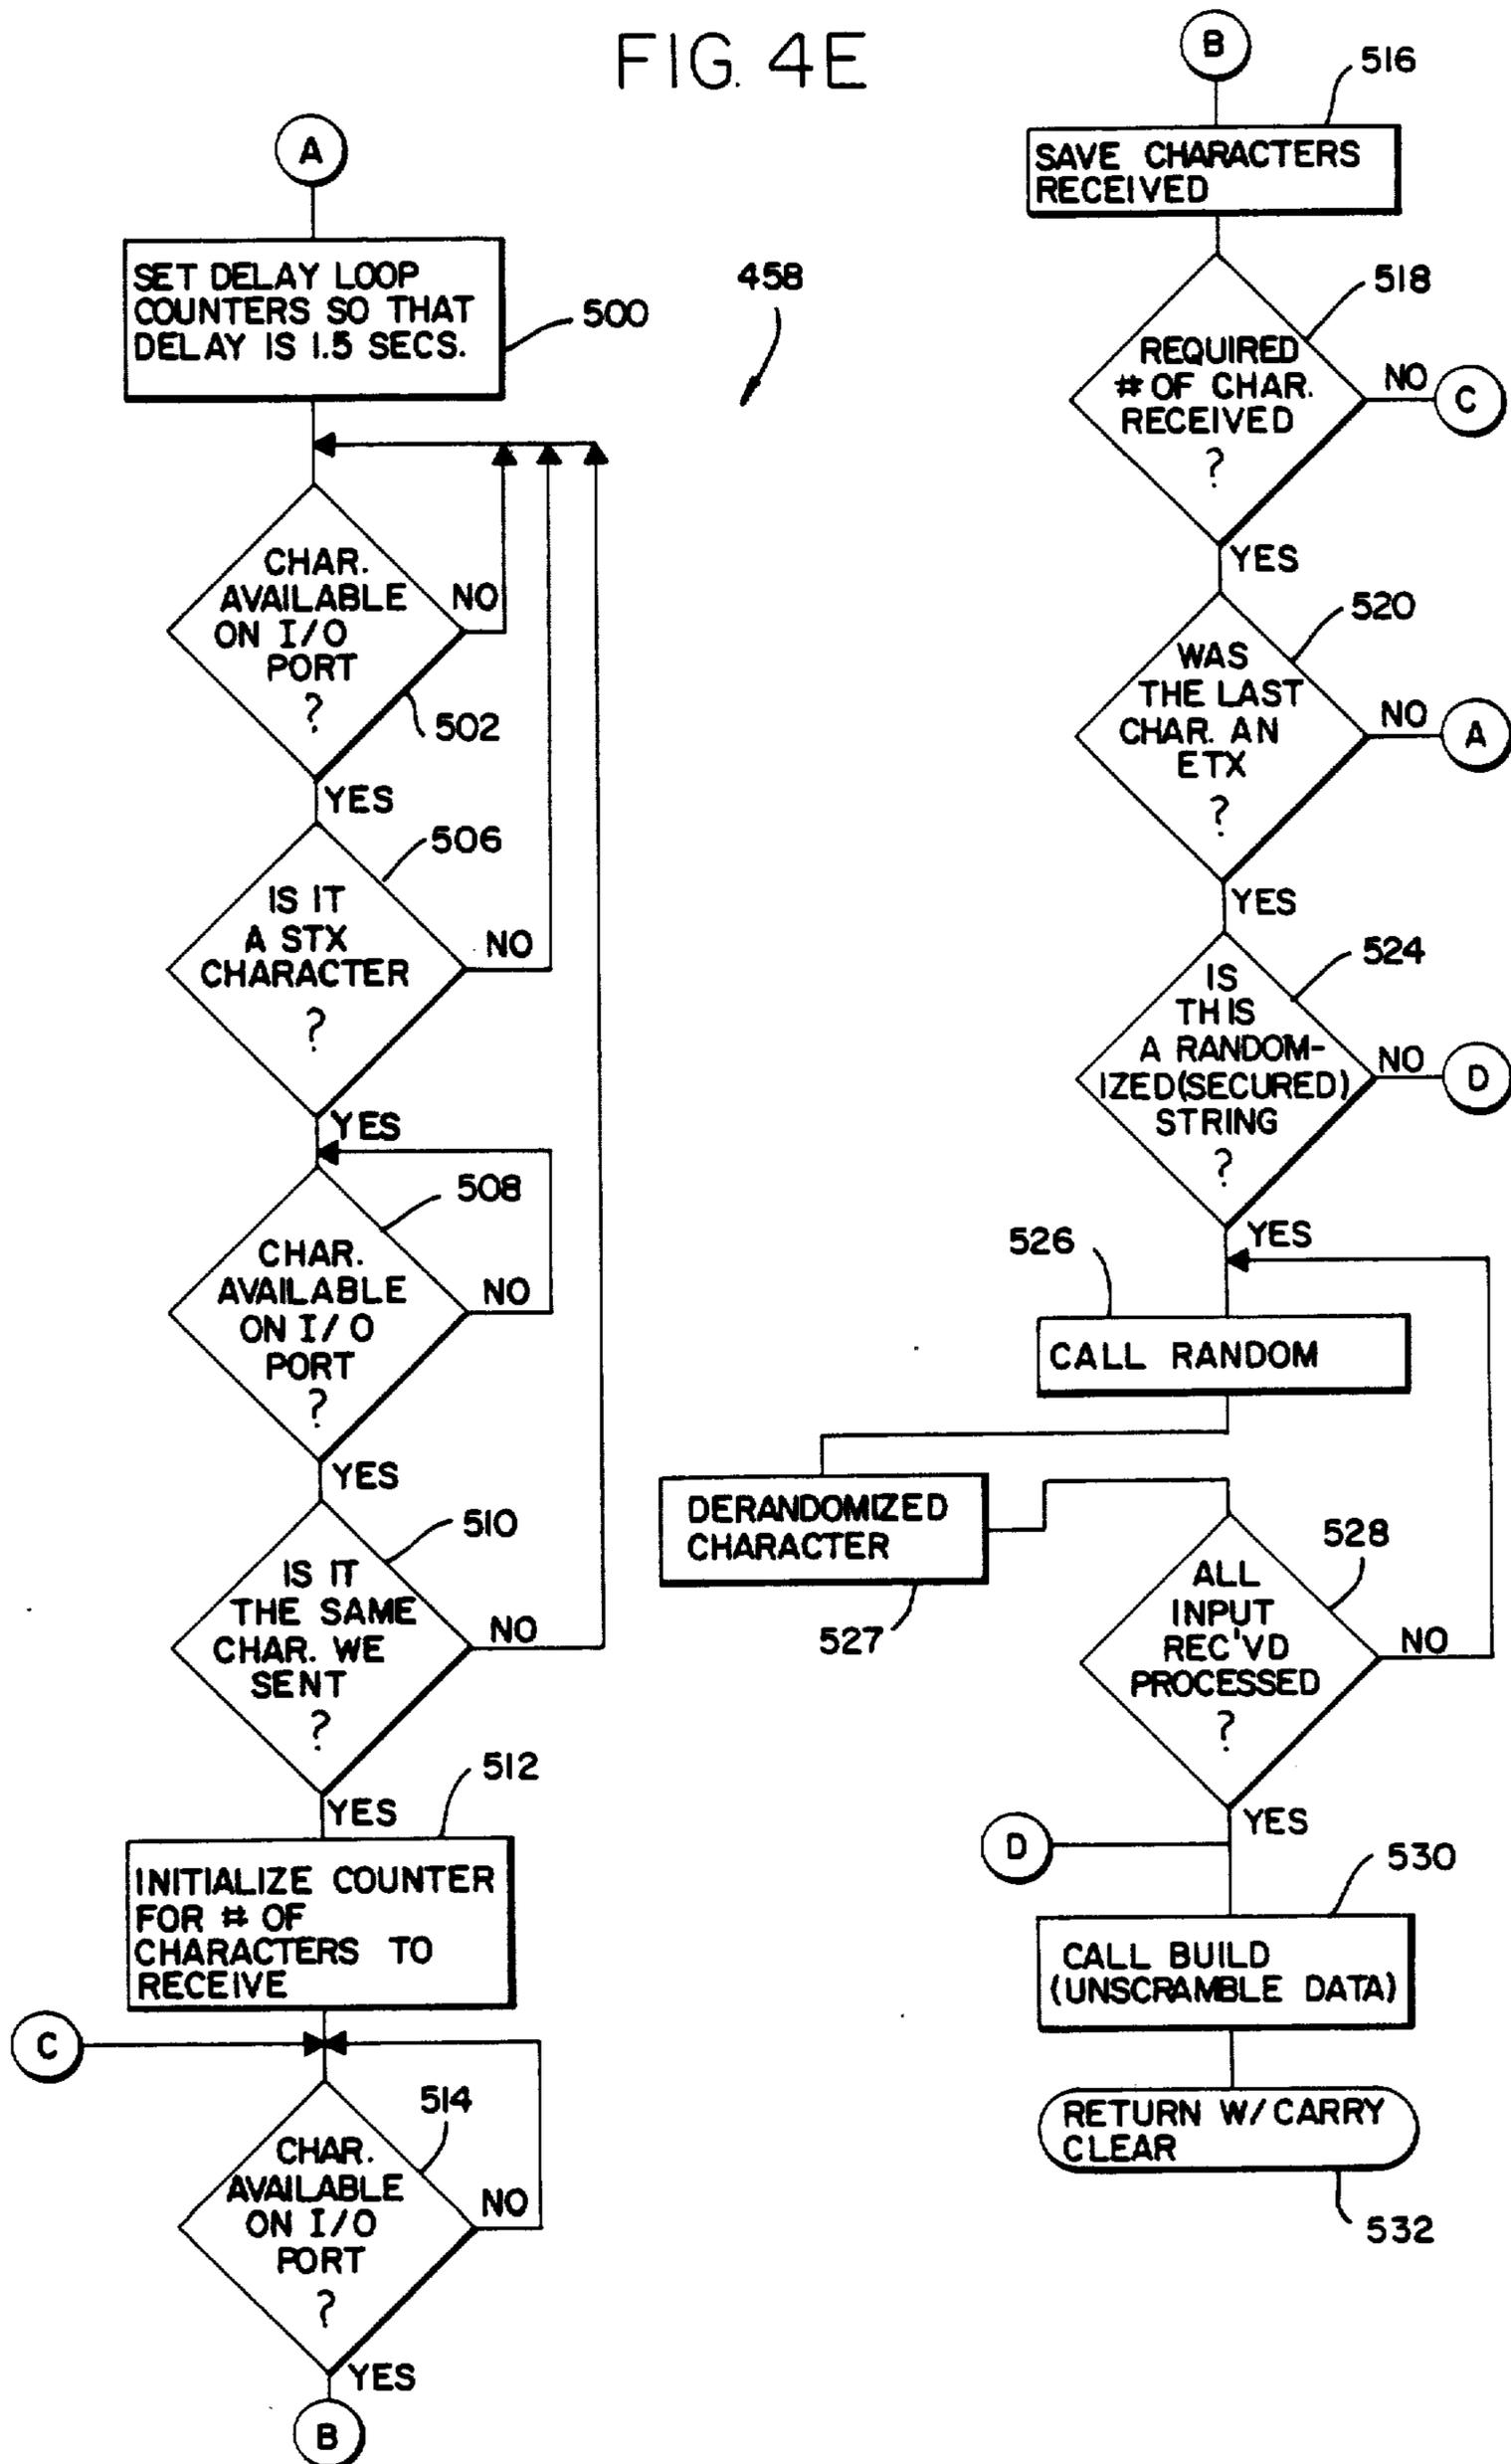 FIG. 4E
A
SET DELAY LOOP
COUNTERS SO THAT
DELAY IS 1.5 SECS.
500
458
CHAR.
AVAILABLE
ON I/O
PORT
?
NO
502
YES
506
IS IT
A STX
CHARACTER
?
NO
YES
508
CHAR.
AVAILABLE
ON I/O
PORT
?
NO
YES
510
IS IT
THE SAME
CHAR. WE
SENT
?
NO
YES
512
INITIALIZE COUNTER
FOR # OF
CHARACTERS TO
RECEIVE
C
514
CHAR.
AVAILABLE
ON I/O
PORT
?
NO
YES
B
B
516
SAVE CHARACTERS
RECEIVED
518
REQUIRED
# OF CHAR.
RECEIVED
?
NO
C
YES
520
WAS
THE LAST
CHAR. AN
ETX
?
NO
A
YES
524
IS
THIS
A RANDOM-
IZED(SECURED)
STRING
?
NO
D
YES
526
CALL RANDOM
DERANDOMIZED
CHARACTER
527
528
ALL
INPUT
REC'VD
PROCESSED
?
NO
YES
D
530
CALL BUILD
(UNSCRAMBLE DATA)
RETURN W/CARRY
CLEAR
532